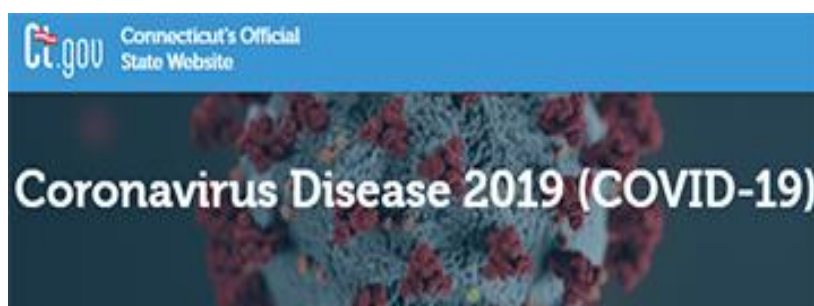 Ct.gov
Connecticut's Official
State Website
Coronavirus Disease 2019 (COVID-19)